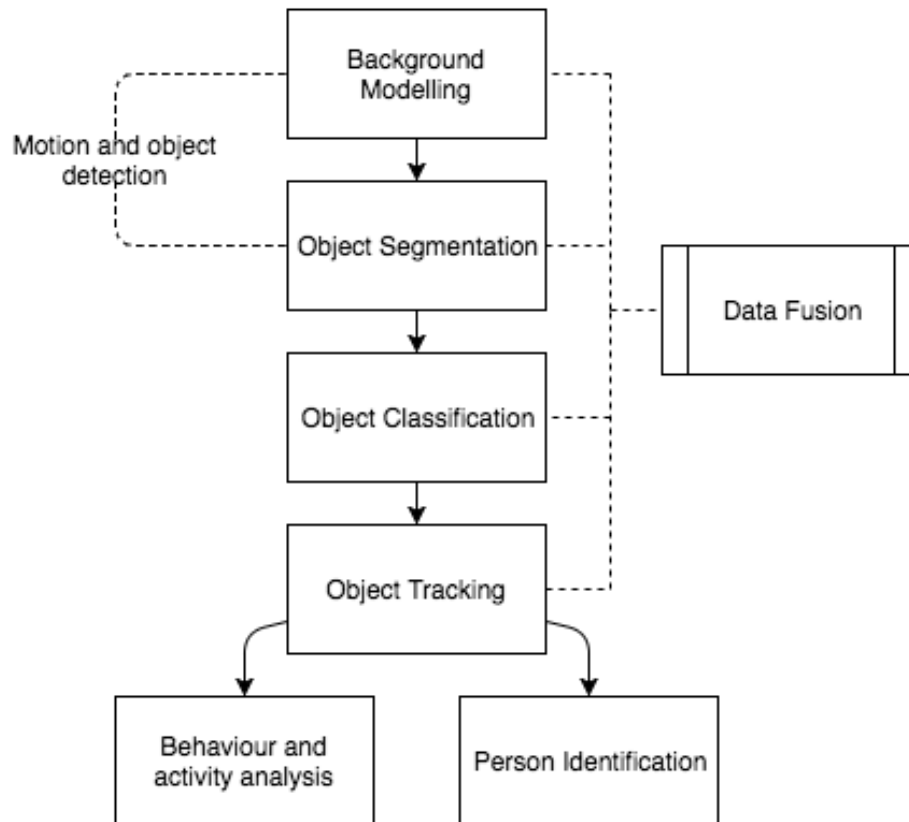 Background
Modelling
Motion and object
detection
Object Segmentation
Data Fusion
Object Classification
Object Tracking
Behaviour and
activity analysis
Person Identification